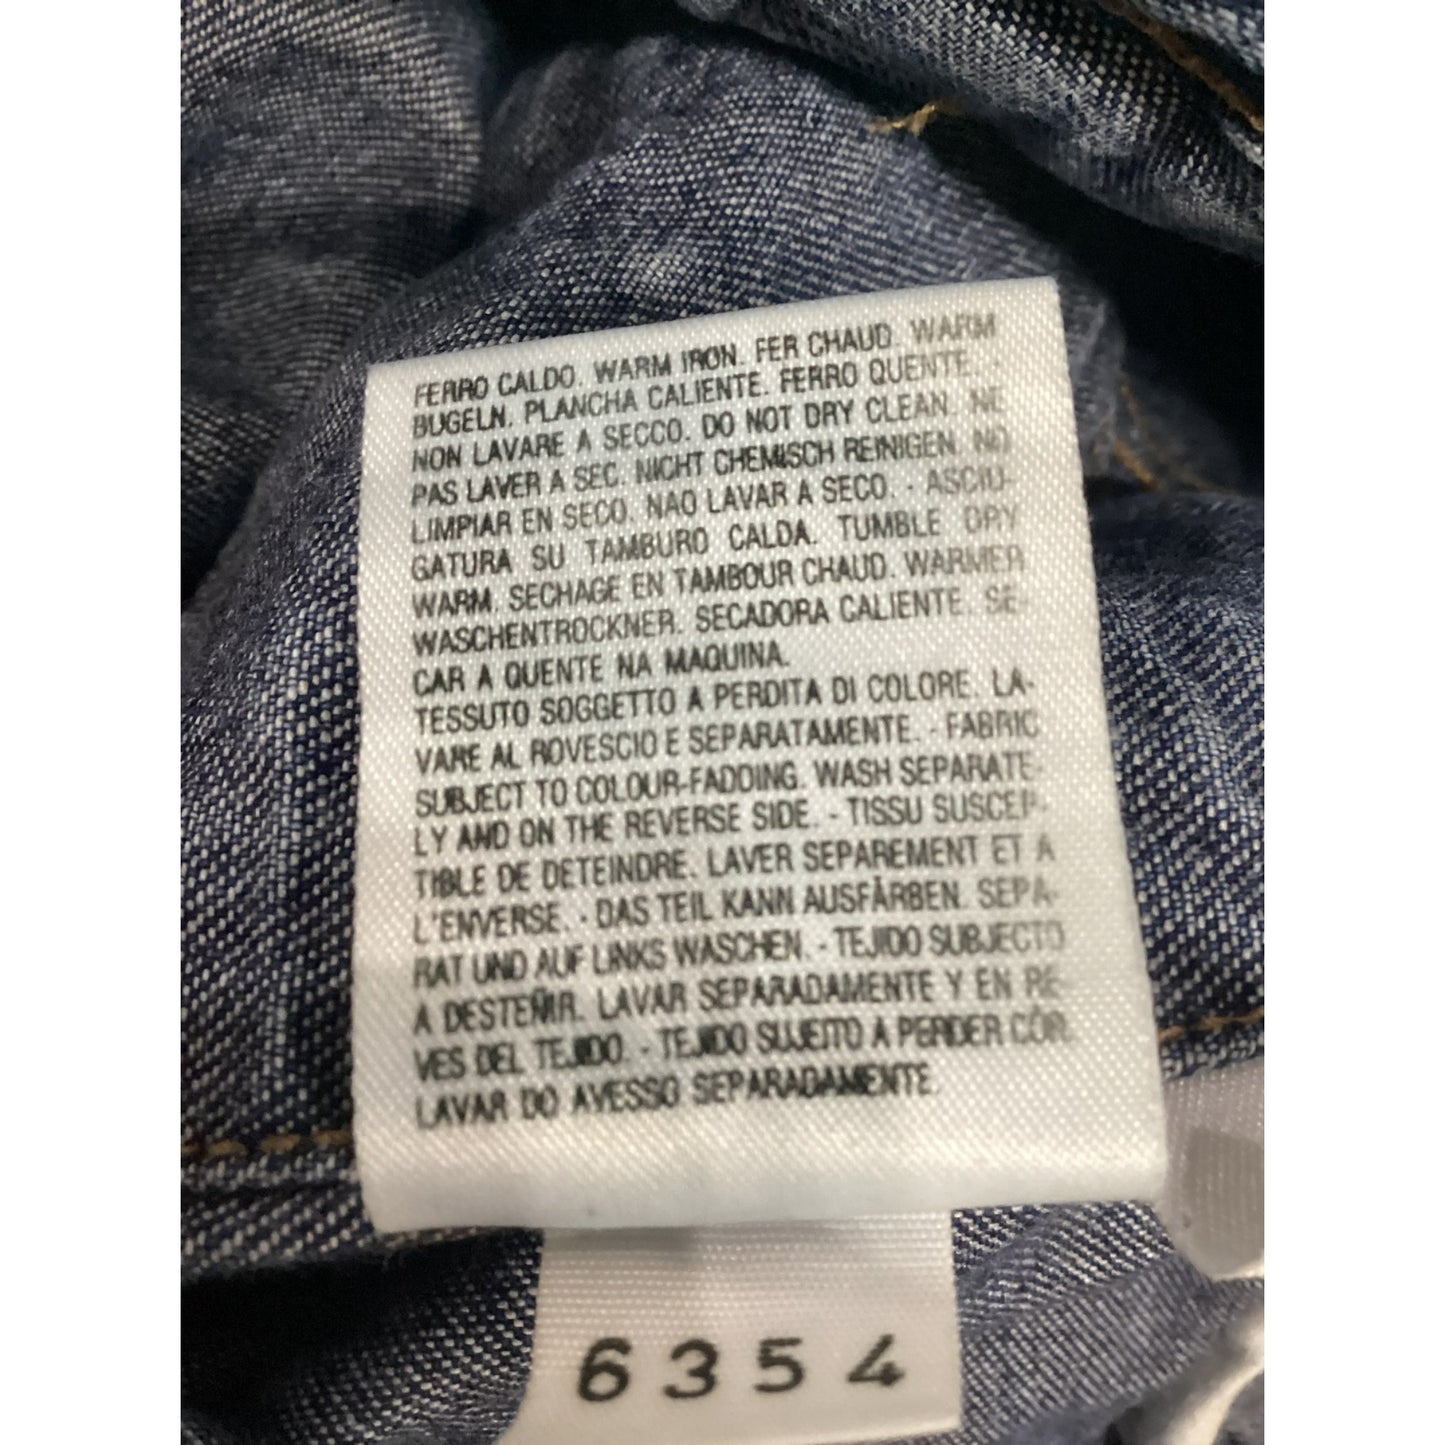 FERRO CALDO. WARM IRON. FER CHAUD. WARM
BUGELN. PLANCHA CALIENTE. FERRO QUENTE. -
NON LAVARE A SECCO. DO NOT DRY CLEAN. NE
PAS LAVER A SEC. NICHT CHEMISCH REINIGEN. NO
LIMPIAR EN SECO. NAO LAVAR A SECO. - ASCIU-
GATURA SU TAMBURO CALDA. TUMBLE DRY
WARM. SECHAGE EN TAMBOUR CHAUD. WARMER
WASCHENTROCKNER. SECADORA CALIENTE. SE-
CAR A QUENTE NA MAQUINA.
TESSUTO SOGGETTO A PERDITA DI COLORE. LA-
VARE AL ROVESCIO E SEPARATAMENTE. - FABRIC
SUBJECT TO COLOUR-FADDING. WASH SEPARATE-
LY AND ON THE REVERSE SIDE. - TISSU SUSCEP-
TIBLE DE DETEINDRE. LAVER SEPAREMENT ET A
L'ENVERSE. - DAS TEIL KANN AUSFÄRBEN. SEPA-
RAT UND AUF LINKS WASCHEN. - TEJIDO SUBJECTO
A DESTEÑIR. LAVAR SEPARADAMENTE Y EN RE-
VES DEL TEJIDO. - TEJIDO SUJEITO A PERDER CÔR.
LAVAR DO AVESSO SEPARADAMENTE.
6354